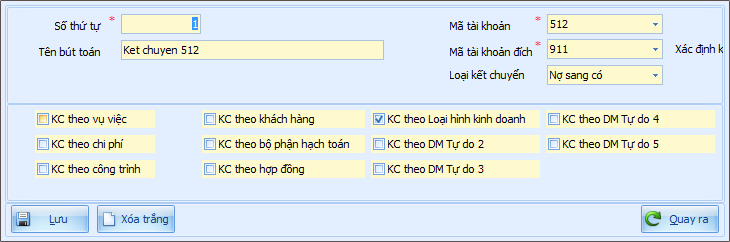 Số thứ tự * 1 Mã tài khoản * 512
Tên bút toán Ket chuyen 512 Mã tài khoản đích * 911 Xác định k
Loại kết chuyển Nợ sang có
KC theo vụ việc KC theo khách hàng KC theo Loại hình kinh doanh KC theo DM Tự do 4
KC theo chi phí KC theo bộ phận hạch toán KC theo DM Tự do 2 KC theo DM Tự do 5
KC theo công trình KC theo hợp đồng KC theo DM Tự do 3
Lưu Xóa trắng Quay ra